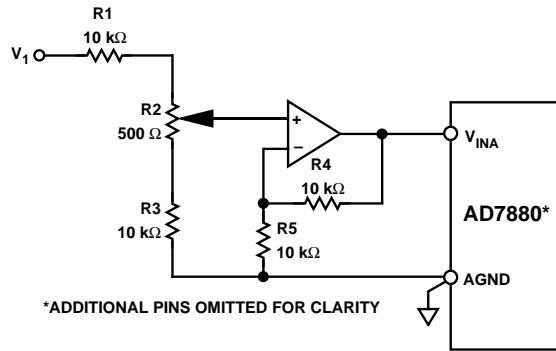 R1
10 kΩ
V1
R2
500 Ω
+
–
R4
10 kΩ
VINA
R3
10 kΩ
R5
10 kΩ
AD7880*
AGND
*ADDITIONAL PINS OMITTED FOR CLARITY